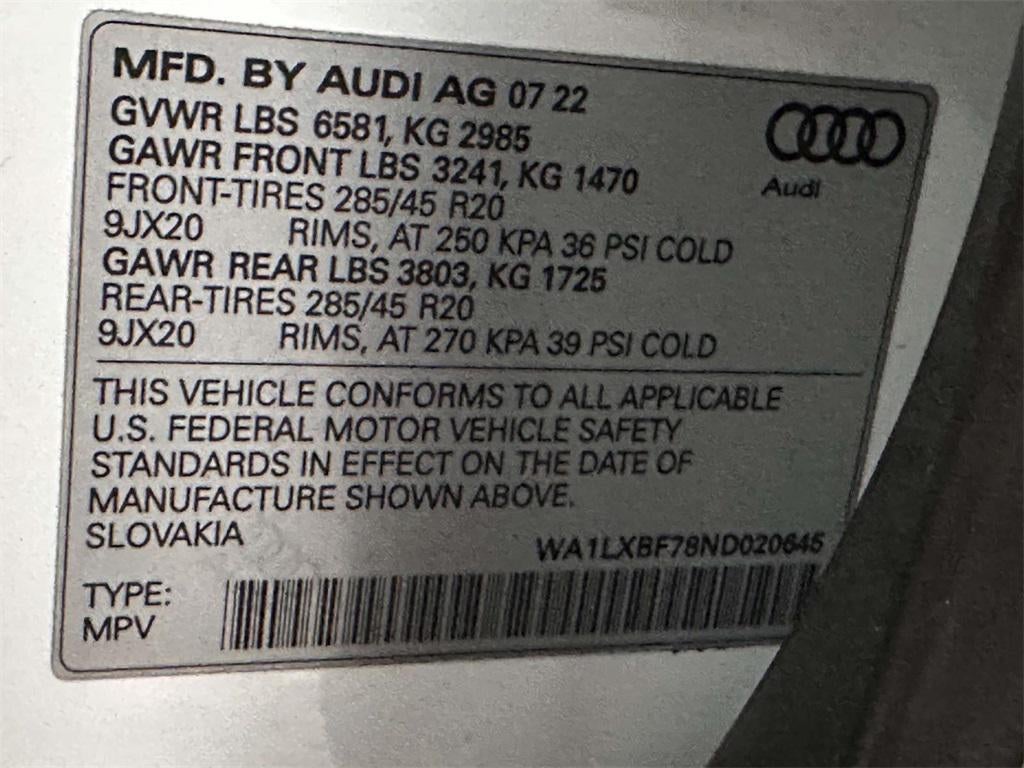 MFD. BY AUDI AG 07 22
GVWR LBS 6581, KG 2985
GAWR FRONT LBS 3241, KG 1470
FRONT-TIRES 285/45 R20
9JX20 RIMS, AT 250 KPA 36 PSI COLD
GAWR REAR LBS 3803, KG 1725
REAR-TIRES 285/45 R20
9JX20 RIMS, AT 270 KPA 39 PSI COLD
Audi
THIS VEHICLE CONFORMS TO ALL APPLICABLE
U.S. FEDERAL MOTOR VEHICLE SAFETY
STANDARDS IN EFFECT ON THE DATE OF
MANUFACTURE SHOWN ABOVE.
SLOVAKIA
WA1LXBF78ND020645
TYPE:
MPV